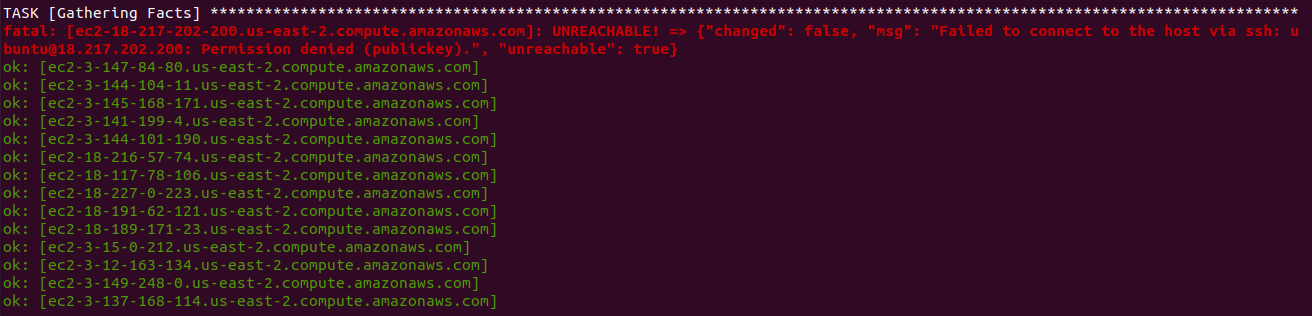 TASK [Gathering Facts] *************************************************************************************************************************
fatal: [ec2-18-217-202-200.us-east-2.compute.amazonaws.com]: UNREACHABLE! => {"changed": false, "msg": "Failed to connect to the host via ssh: u
buntu@18.217.202.200: Permission denied (publickey).", "unreachable": true}
ok: [ec2-3-147-84-80.us-east-2.compute.amazonaws.com]
ok: [ec2-3-144-104-11.us-east-2.compute.amazonaws.com]
ok: [ec2-3-145-168-171.us-east-2.compute.amazonaws.com]
ok: [ec2-3-141-199-4.us-east-2.compute.amazonaws.com]
ok: [ec2-3-144-101-190.us-east-2.compute.amazonaws.com]
ok: [ec2-18-216-57-74.us-east-2.compute.amazonaws.com]
ok: [ec2-18-117-78-106.us-east-2.compute.amazonaws.com]
ok: [ec2-18-227-0-223.us-east-2.compute.amazonaws.com]
ok: [ec2-18-191-62-121.us-east-2.compute.amazonaws.com]
ok: [ec2-18-189-171-23.us-east-2.compute.amazonaws.com]
ok: [ec2-3-15-0-212.us-east-2.compute.amazonaws.com]
ok: [ec2-3-12-163-134.us-east-2.compute.amazonaws.com]
ok: [ec2-3-149-248-0.us-east-2.compute.amazonaws.com]
ok: [ec2-3-137-168-114.us-east-2.compute.amazonaws.com]